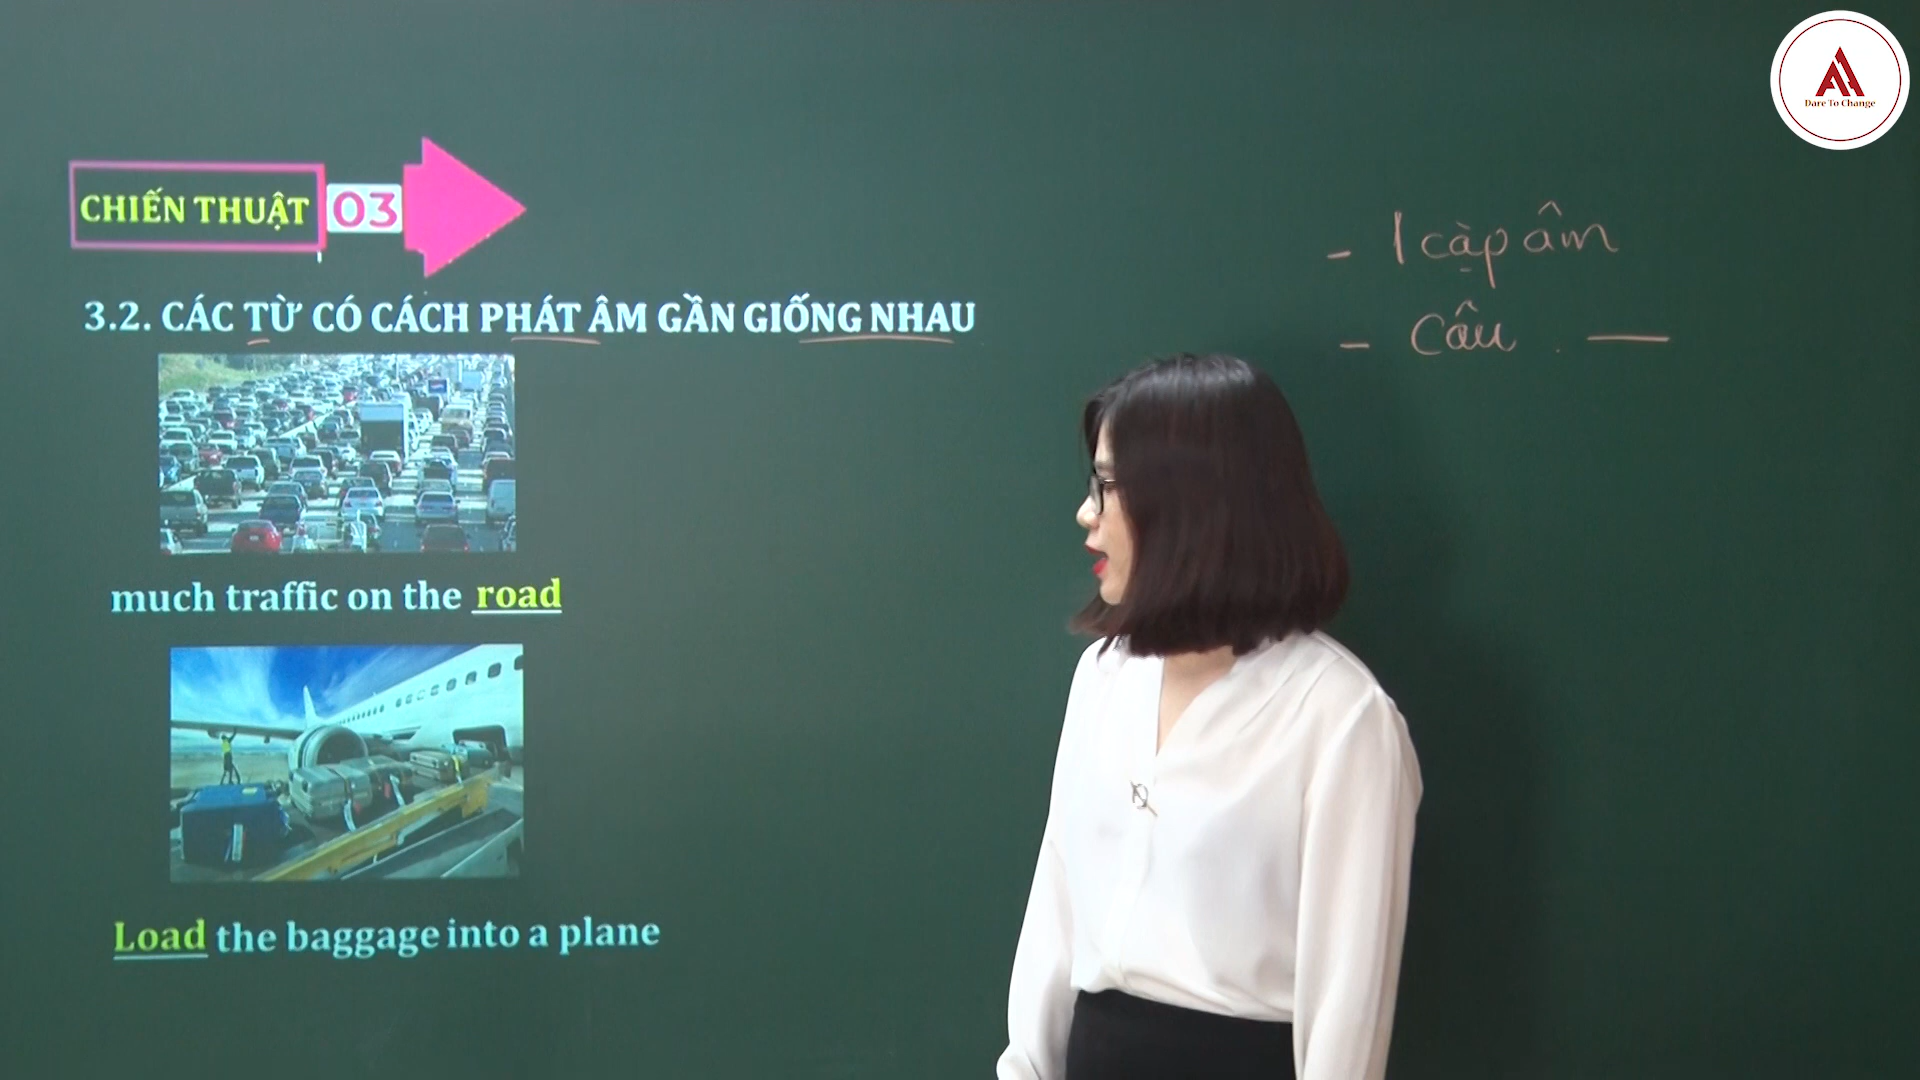 Dare To Change
CHIẾN THUẬT 03
3.2. CÁC TỪ CÓ CÁCH PHÁT ÂM GẦN GIỐNG NHAU
much traffic on the road
Load the baggage into a plane
- 1 cặp âm
- Câu . —